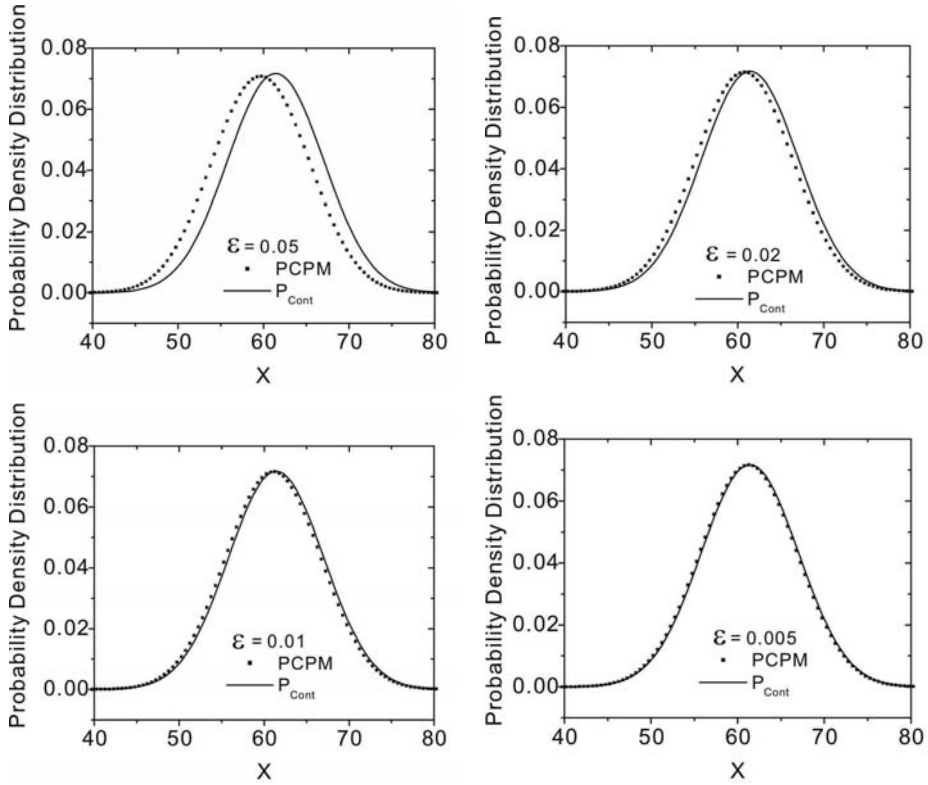 Probability Density Distribution
0.08
0.06
0.04
0.02
0.00
ε = 0.05
PCPM
P_Cont
40 50 60 70 80
X
Probability Density Distribution
0.08
0.06
0.04
0.02
0.00
ε = 0.02
PCPM
P_Cont
40 50 60 70 80
X
Probability Density Distribution
0.08
0.06
0.04
0.02
0.00
ε = 0.01
PCPM
P_Cont
40 50 60 70 80
X
Probability Density Distribution
0.08
0.06
0.04
0.02
0.00
ε = 0.005
PCPM
P_Cont
40 50 60 70 80
X